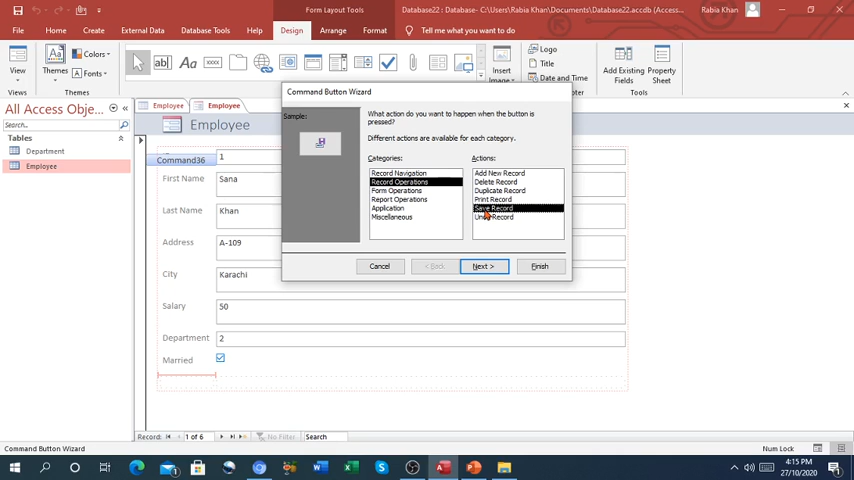 Form Layout Tools
Database22 : Database- C:\Users\Rabia Khan\Documents\Database22.accdb (Access...
Rabia Khan
File
Home
Create
External Data
Database Tools
Help
Design
Arrange
Format
Tell me what you want to do
View
Themes
Colors
Fonts
Aa
ab|
xxxx
Insert
Image
Logo
Title
Date and Time
Add Existing
Fields
Property
Sheet
Views
Themes
Tools
All Access Obje...
Search...
Tables
Department
Employee
Employee
Employee
Employee
Command36
1
First Name
Sana
Last Name
Khan
Address
A-109
City
Karachi
Salary
50
Department
2
Married
Command Button Wizard
Sample:
What action do you want to happen when the button is
pressed?
Different actions are available for each category.
Categories:
Actions:
Record Navigation
Record Operations
Form Operations
Report Operations
Application
Miscellaneous
Add New Record
Delete Record
Duplicate Record
Print Record
Save Record
Undo Record
Cancel
< Back
Next >
Finish
Record:
1 of 6
No Filter
Search
Command Button Wizard
Num Lock
4:15 PM
27/10/2020